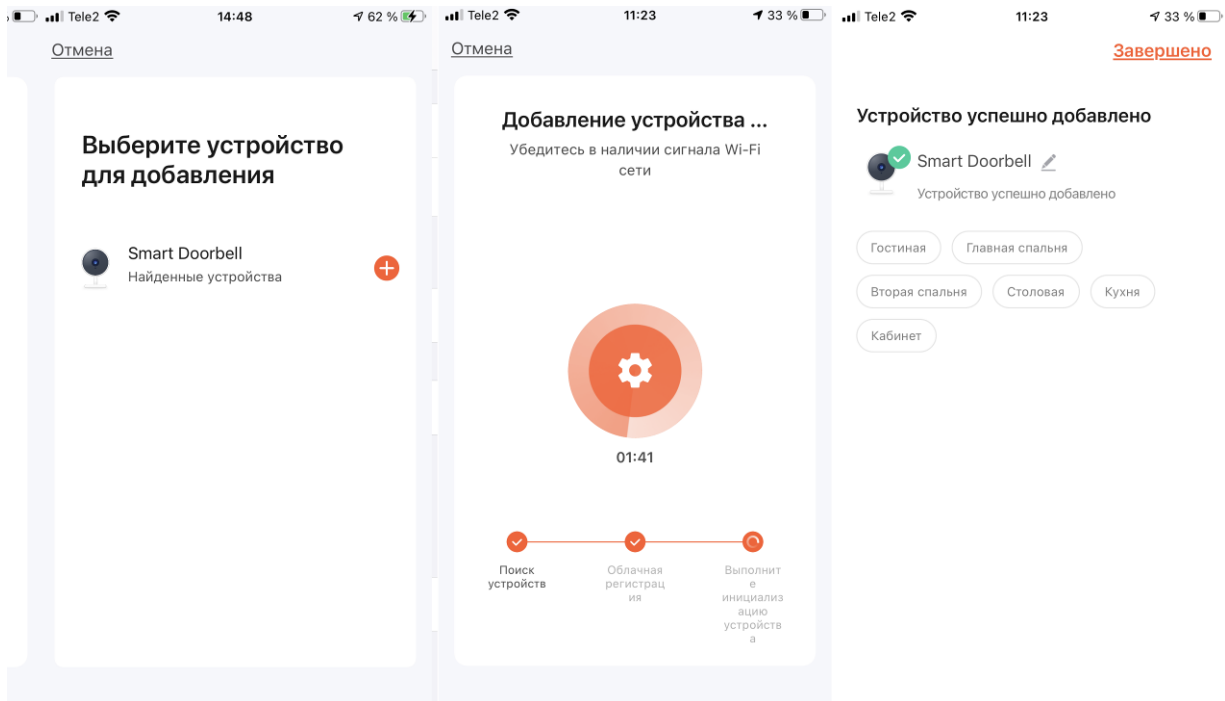 Tele2 14:48 62 %
Отмена
Выберите устройство
для добавления
Smart Doorbell
Найденные устройства
Tele2 11:23 33 %
Отмена
Добавление устройства ...
Убедитесь в наличии сигнала Wi-Fi
сети
01:41
Поиск
устройств
Облачная
регистрац
ия
Выполнит
е
инициализ
ацию
устройств
а
Tele2 11:23 33 %
Завершено
Устройство успешно добавлено
Smart Doorbell
Устройство успешно добавлено
Гостиная Главная спальня
Вторая спальня Столовая Кухня
Кабинет